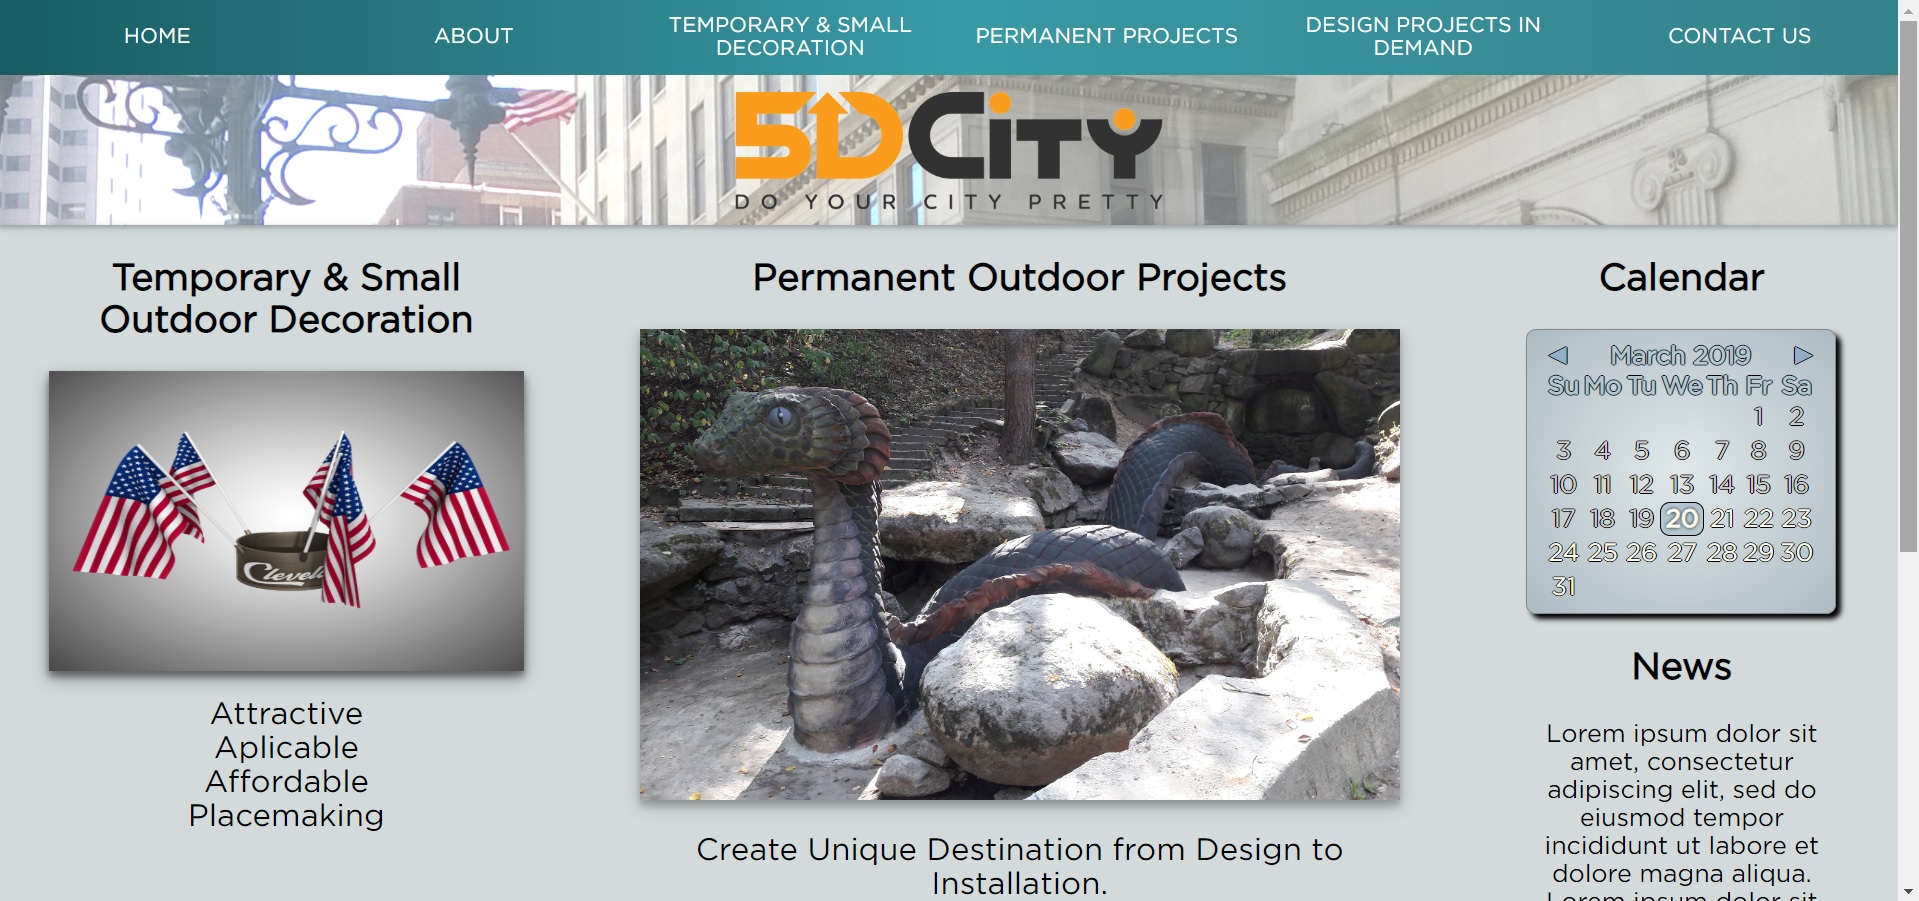 HOME
ABOUT
TEMPORARY & SMALL
DECORATION
PERMANENT PROJECTS
DESIGN PROJECTS IN
DEMAND
CONTACT US
5DCiTY
DO YOUR CITY PRETTY
Temporary & Small
Outdoor Decoration
Attractive
Aplicable
Affordable
Placemaking
Permanent Outdoor Projects
Create Unique Destination from Design to
Installation.
Calendar
March 2019
Su Mo Tu We Th Fr Sa
1 2
3 4 5 6 7 8 9
10 11 12 13 14 15 16
17 18 19 20 21 22 23
24 25 26 27 28 29 30
31
News
Lorem ipsum dolor sit
amet, consectetur
adipiscing elit, sed do
eiusmod tempor
incididunt ut labore et
dolore magna aliqua.
Lorem ipsum dolor sit